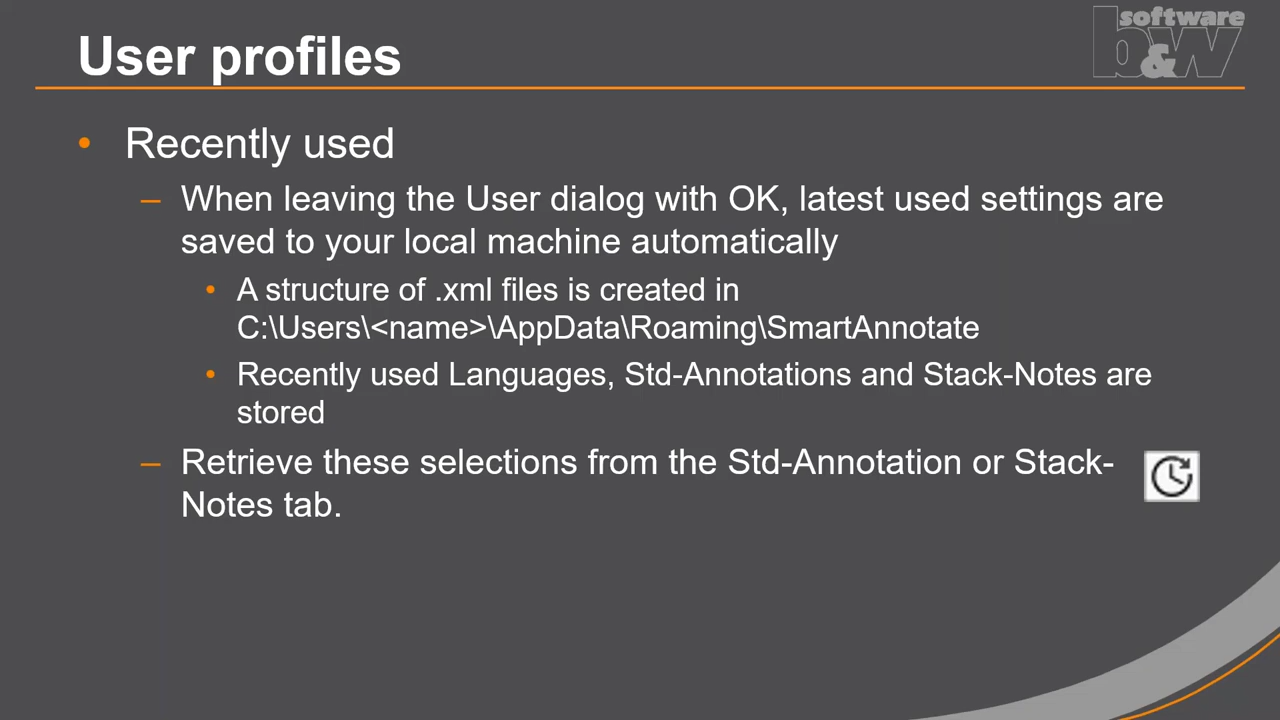 software
b&w
User profiles
• Recently used
– When leaving the User dialog with OK, latest used settings are
saved to your local machine automatically
• A structure of .xml files is created in
C:\Users\<name>\AppData\Roaming\SmartAnnotate
• Recently used Languages, Std-Annotations and Stack-Notes are
stored
– Retrieve these selections from the Std-Annotation or Stack-
Notes tab.